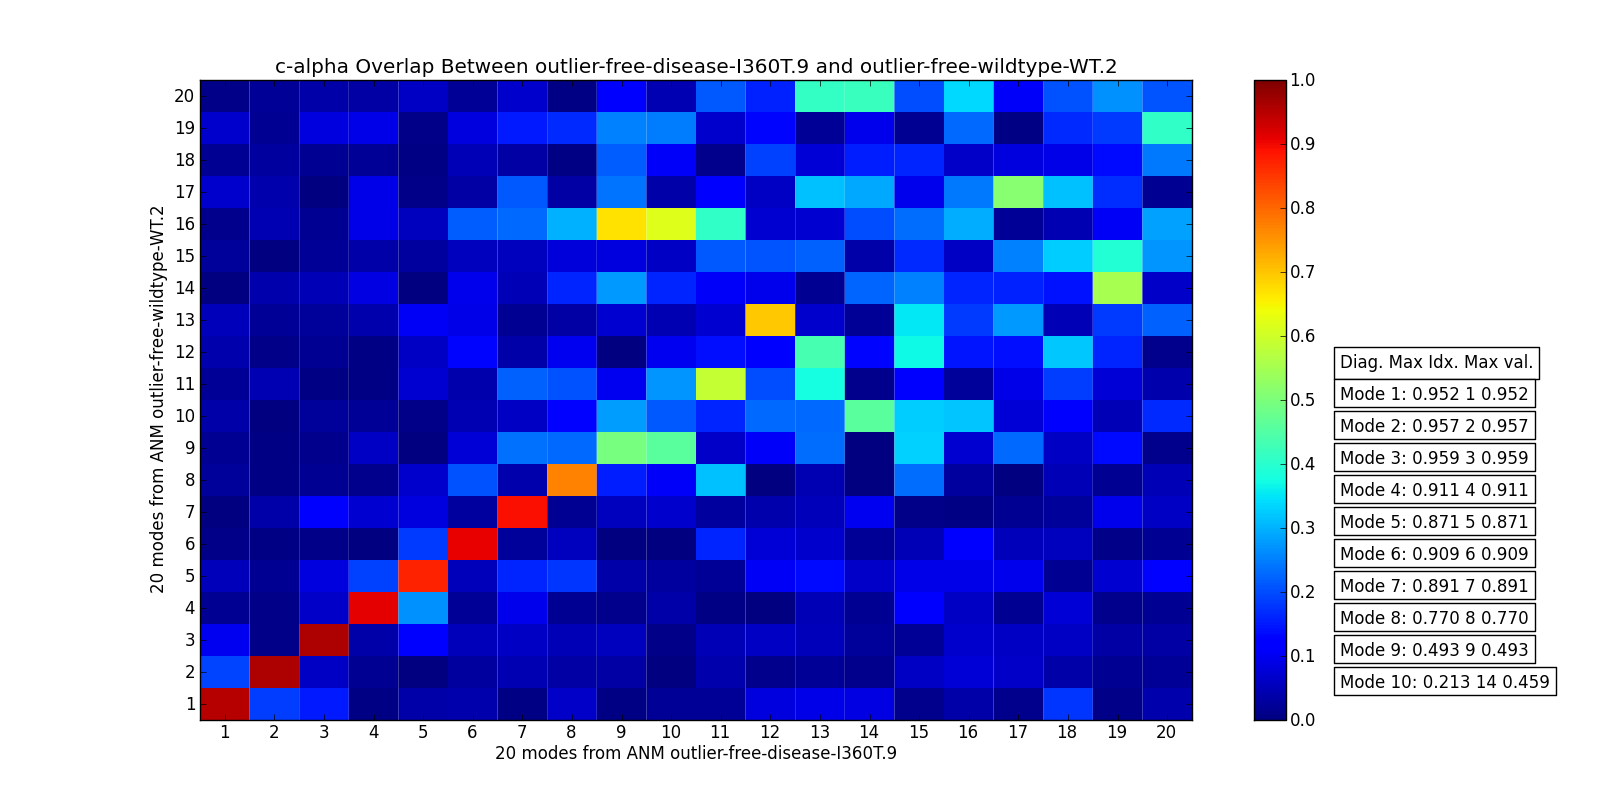 c-alpha Overlap Between outlier-free-disease-I360T.9 and outlier-free-wildtype-WT.2
20 modes from ANM outlier-free-wildtype-WT.2
20
19
18
17
16
15
14
13
12
11
10
9
8
7
6
5
4
3
2
1
1 2 3 4 5 6 7 8 9 10 11 12 13 14 15 16 17 18 19 20
20 modes from ANM outlier-free-disease-I360T.9
1.0
0.9
0.8
0.7
0.6
0.5
0.4
0.3
0.2
0.1
0.0
Diag. Max Idx. Max val.
Mode 1: 0.952 1 0.952
Mode 2: 0.957 2 0.957
Mode 3: 0.959 3 0.959
Mode 4: 0.911 4 0.911
Mode 5: 0.871 5 0.871
Mode 6: 0.909 6 0.909
Mode 7: 0.891 7 0.891
Mode 8: 0.770 8 0.770
Mode 9: 0.493 9 0.493
Mode 10: 0.213 14 0.459